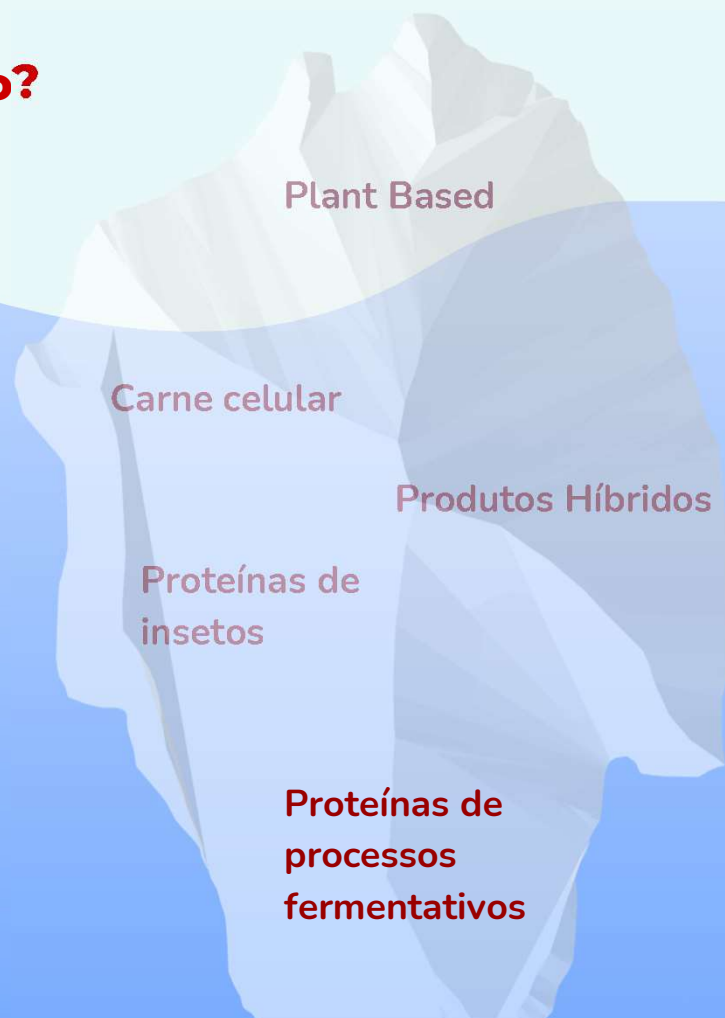 o?
Plant Based
Carne celular
Produtos Híbridos
Proteínas de
insetos
Proteínas de
processos
fermentativos